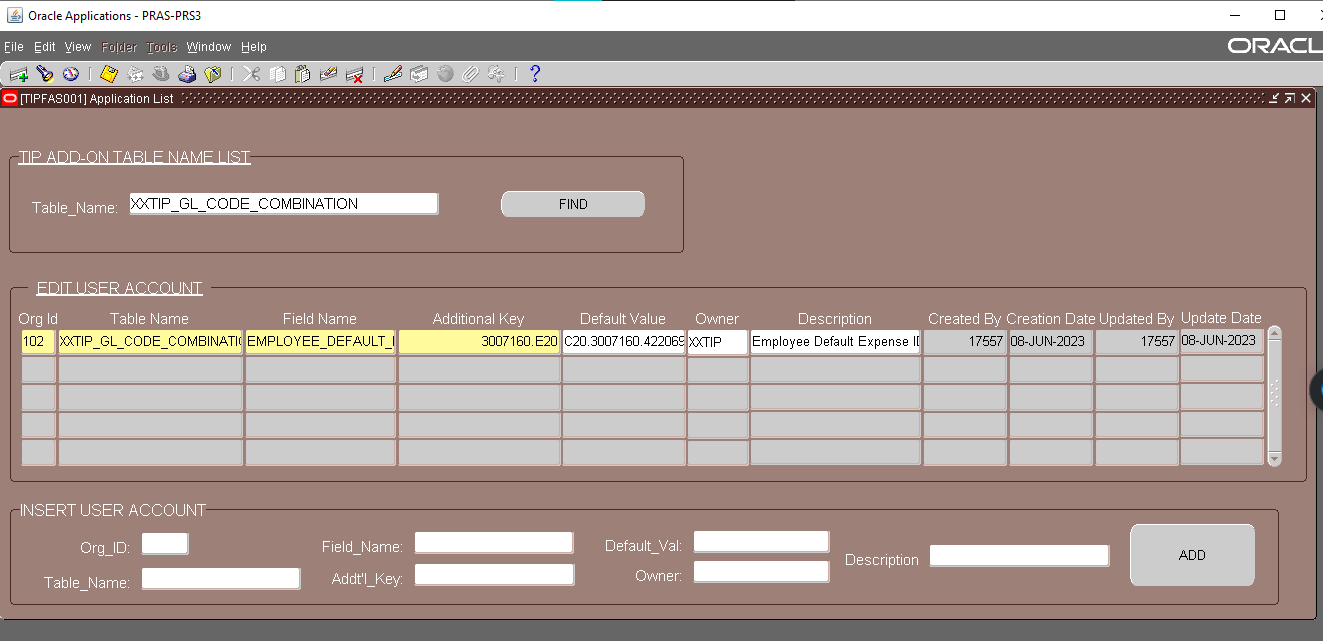 Oracle Applications - PRAS-PRS3
File Edit View Folder Tools Window Help
ORACL
[TIPFAS001] Application List
TIP ADD-ON TABLE NAME LIST
Table_Name: XXTIP_GL_CODE_COMBINATION FIND
EDIT USER ACCOUNT
Org Id Table Name Field Name Additional Key Default Value Owner Description Created By Creation Date Updated By Update Date
102 XXTIP_GL_CODE_COMBINATI EMPLOYEE_DEFAULT_ 3007160.E20 C20.3007160.422069 XXTIP Employee Default Expense I 17557 08-JUN-2023 17557 08-JUN-2023
INSERT USER ACCOUNT
Org_ID: Field_Name: Default_Val: Description ADD
Table_Name: Addt'l_Key: Owner: